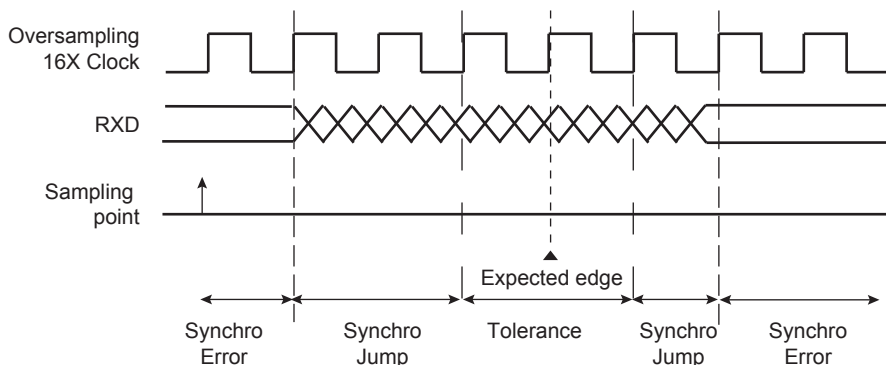 Oversampling
16X Clock
RXD
Sampling
point
Expected edge
Synchro
Error
Synchro
Jump
Tolerance
Synchro
Jump
Synchro
Error